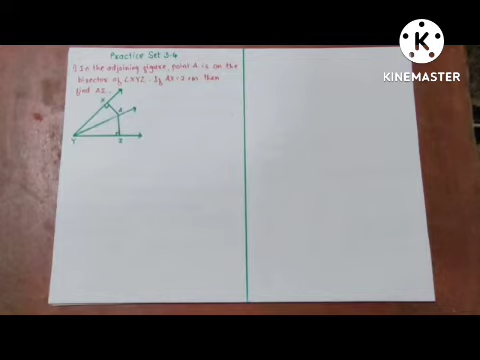 Practice Set 3.4
1) In the adjoining figure, point A is on the
bisector of ∠XYZ. If AX = 2 cm then
find AZ.
X
A
Y
Z
K
KINEMASTER